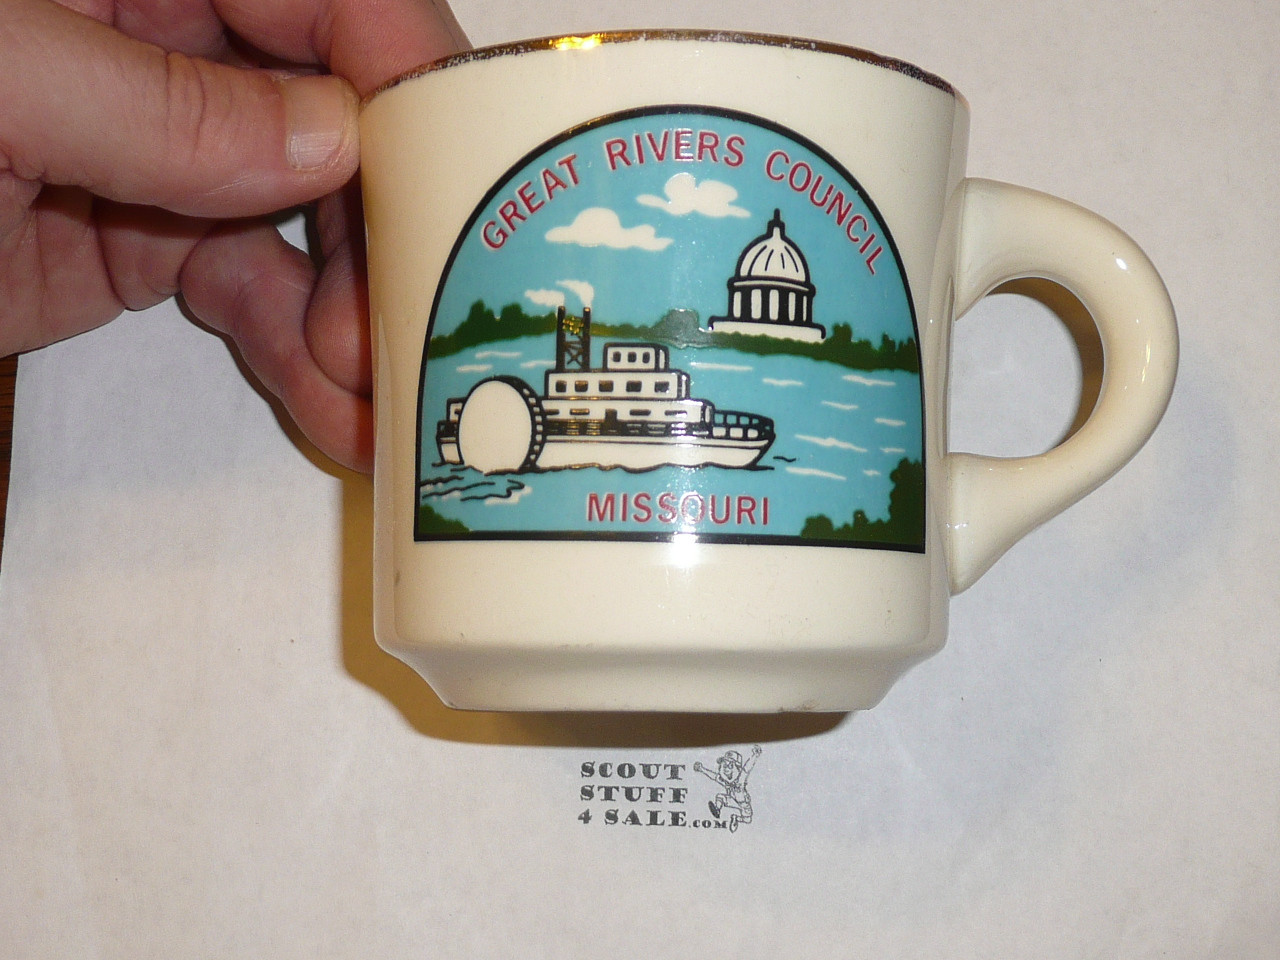 GREAT RIVERS COUNCIL
MISSOURI
SCOUT
STUFF
4 SALE.COM